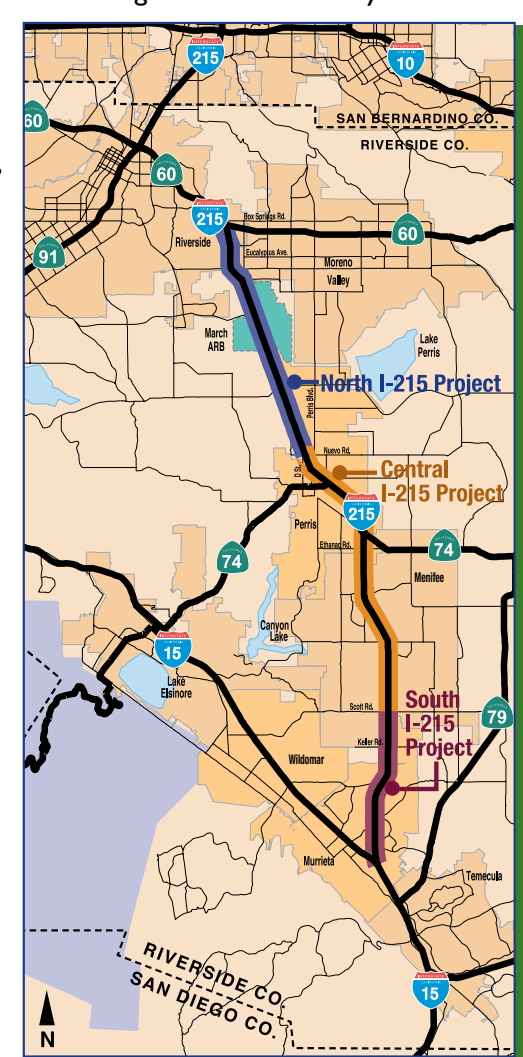 215
10
60
SAN BERNARDINO CO.
RIVERSIDE CO.
60
215
Box Springs Rd.
60
Riverside
91
Eucalyptus Ave.
Moreno
Valley
March
ARB
Lake
Perris
North I-215 Project
Perris Blvd.
Nuevo Rd.
D St.
Central
I-215 Project
215
Perris
Ethanac Rd.
74
74
Menifee
Canyon
Lake
15
Lake
Elsinore
South
I-215
Project
Scott Rd.
79
Keller Rd.
Wildomar
Murrieta
Temecula
RIVERSIDE CO.
SAN DIEGO CO.
15
N